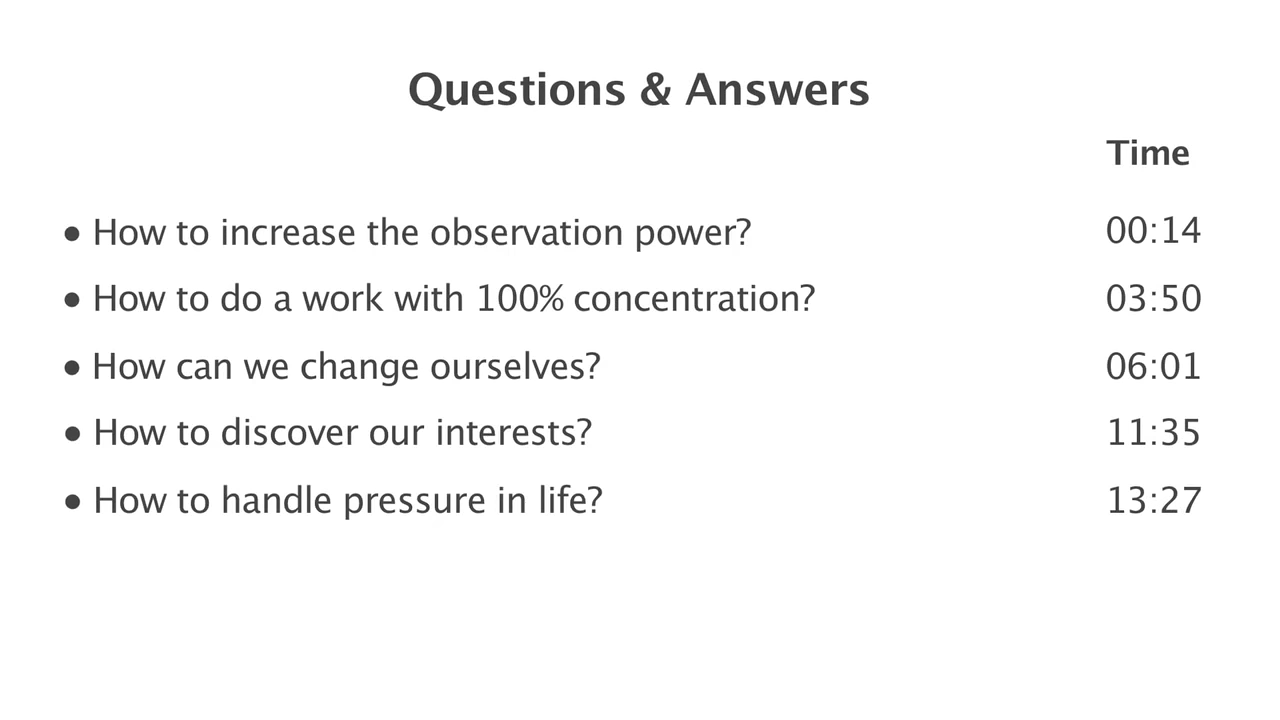 Questions & Answers
Time
• How to increase the observation power? 00:14
• How to do a work with 100% concentration? 03:50
• How can we change ourselves? 06:01
• How to discover our interests? 11:35
• How to handle pressure in life? 13:27